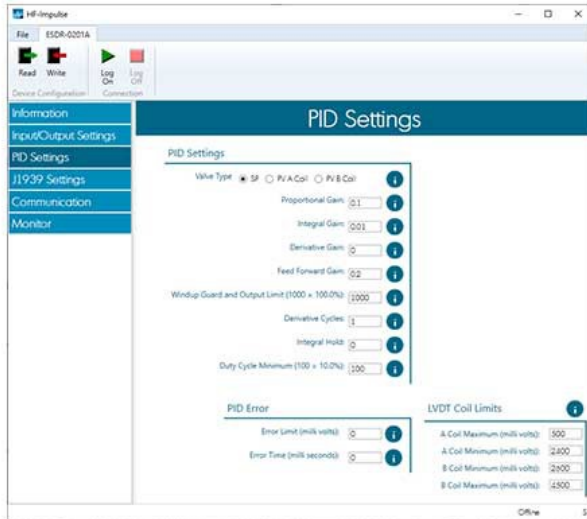 HF-Impulse
File ESDR-0201A
Read Write Log On Log Off
Device Configuration Connection
Information
Input/Output Settings
PID Settings
J1939 Settings
Communication
Monitor
PID Settings
PID Settings
Valve Type SP PV A Coil PV B Coil
Proportional Gain: 0.1
Integral Gain: 0.01
Derivative Gain: 0
Feed Forward Gain: 0.2
Windup Guard and Output Limit (1000 = 100.0%): 1000
Derivative Cycles: 1
Integral Hold: 0
Duty Cycle Minimum (100 = 10.0%): 100
PID Error
Error Limit (milli volts): 0
Error Time (milli seconds): 0
LVDT Coil Limits
A Coil Maximum (milli volts): 500
A Coil Minimum (milli volts): 2400
B Coil Minimum (milli volts): 2600
B Coil Maximum (milli volts): 4500
Offline